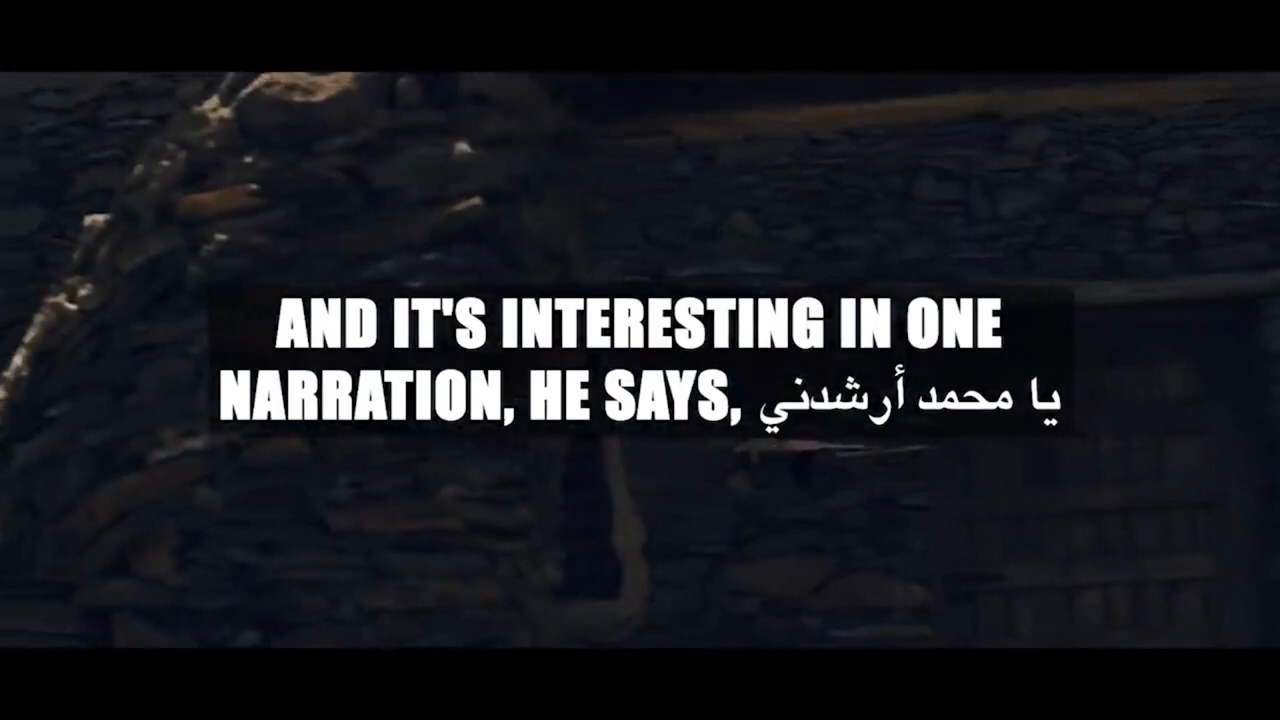 AND IT'S INTERESTING IN ONE
NARRATION, HE SAYS, يا محمد أرشدني